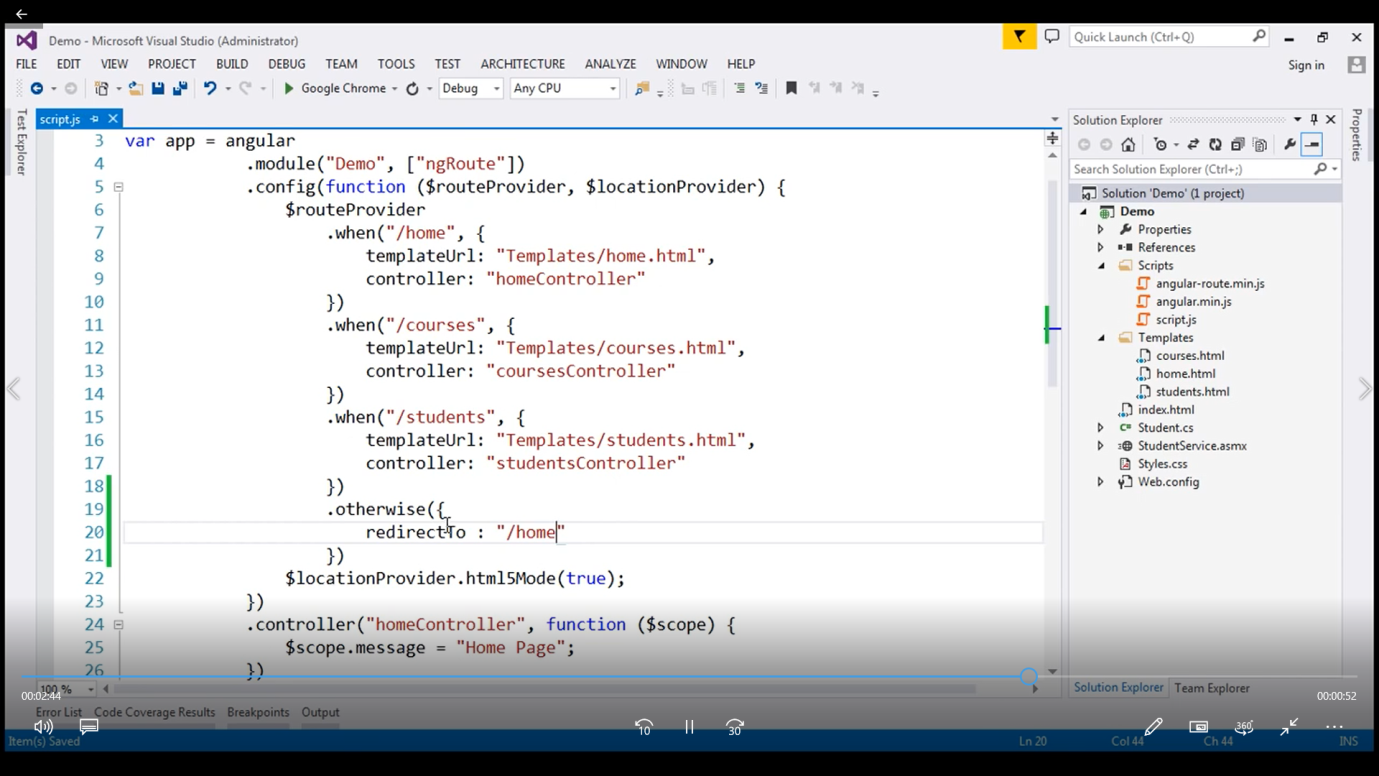 Demo - Microsoft Visual Studio (Administrator)
Quick Launch (Ctrl+Q)
FILE EDIT VIEW PROJECT BUILD DEBUG TEAM TOOLS TEST ARCHITECTURE ANALYZE WINDOW HELP
Sign in
Google Chrome Debug Any CPU
Test Explorer
script.js
3 var app = angular
4 .module("Demo", ["ngRoute"])
5 .config(function ($routeProvider, $locationProvider) {
6 $routeProvider
7 .when("/home", {
8 templateUrl: "Templates/home.html",
9 controller: "homeController"
10 })
11 .when("/courses", {
12 templateUrl: "Templates/courses.html",
13 controller: "coursesController"
14 })
15 .when("/students", {
16 templateUrl: "Templates/students.html",
17 controller: "studentsController"
18 })
19 .otherwise({
20 redirectTo : "/home"
21 })
22 $locationProvider.html5Mode(true);
23 })
24 .controller("homeController", function ($scope) {
25 $scope.message = "Home Page";
26 })
100 %
Solution Explorer
Search Solution Explorer (Ctrl+;)
Solution 'Demo' (1 project)
Demo
Properties
References
Scripts
angular-route.min.js
angular.min.js
script.js
Templates
courses.html
home.html
students.html
index.html
Student.cs
StudentService.asmx
Styles.css
Web.config
Solution Explorer Team Explorer
Properties
00:02:44
00:00:52
Error List Code Coverage Results Breakpoints Output
10
30
360
Item(s) Saved
Ln 20 Col 44 Ch 44 INS